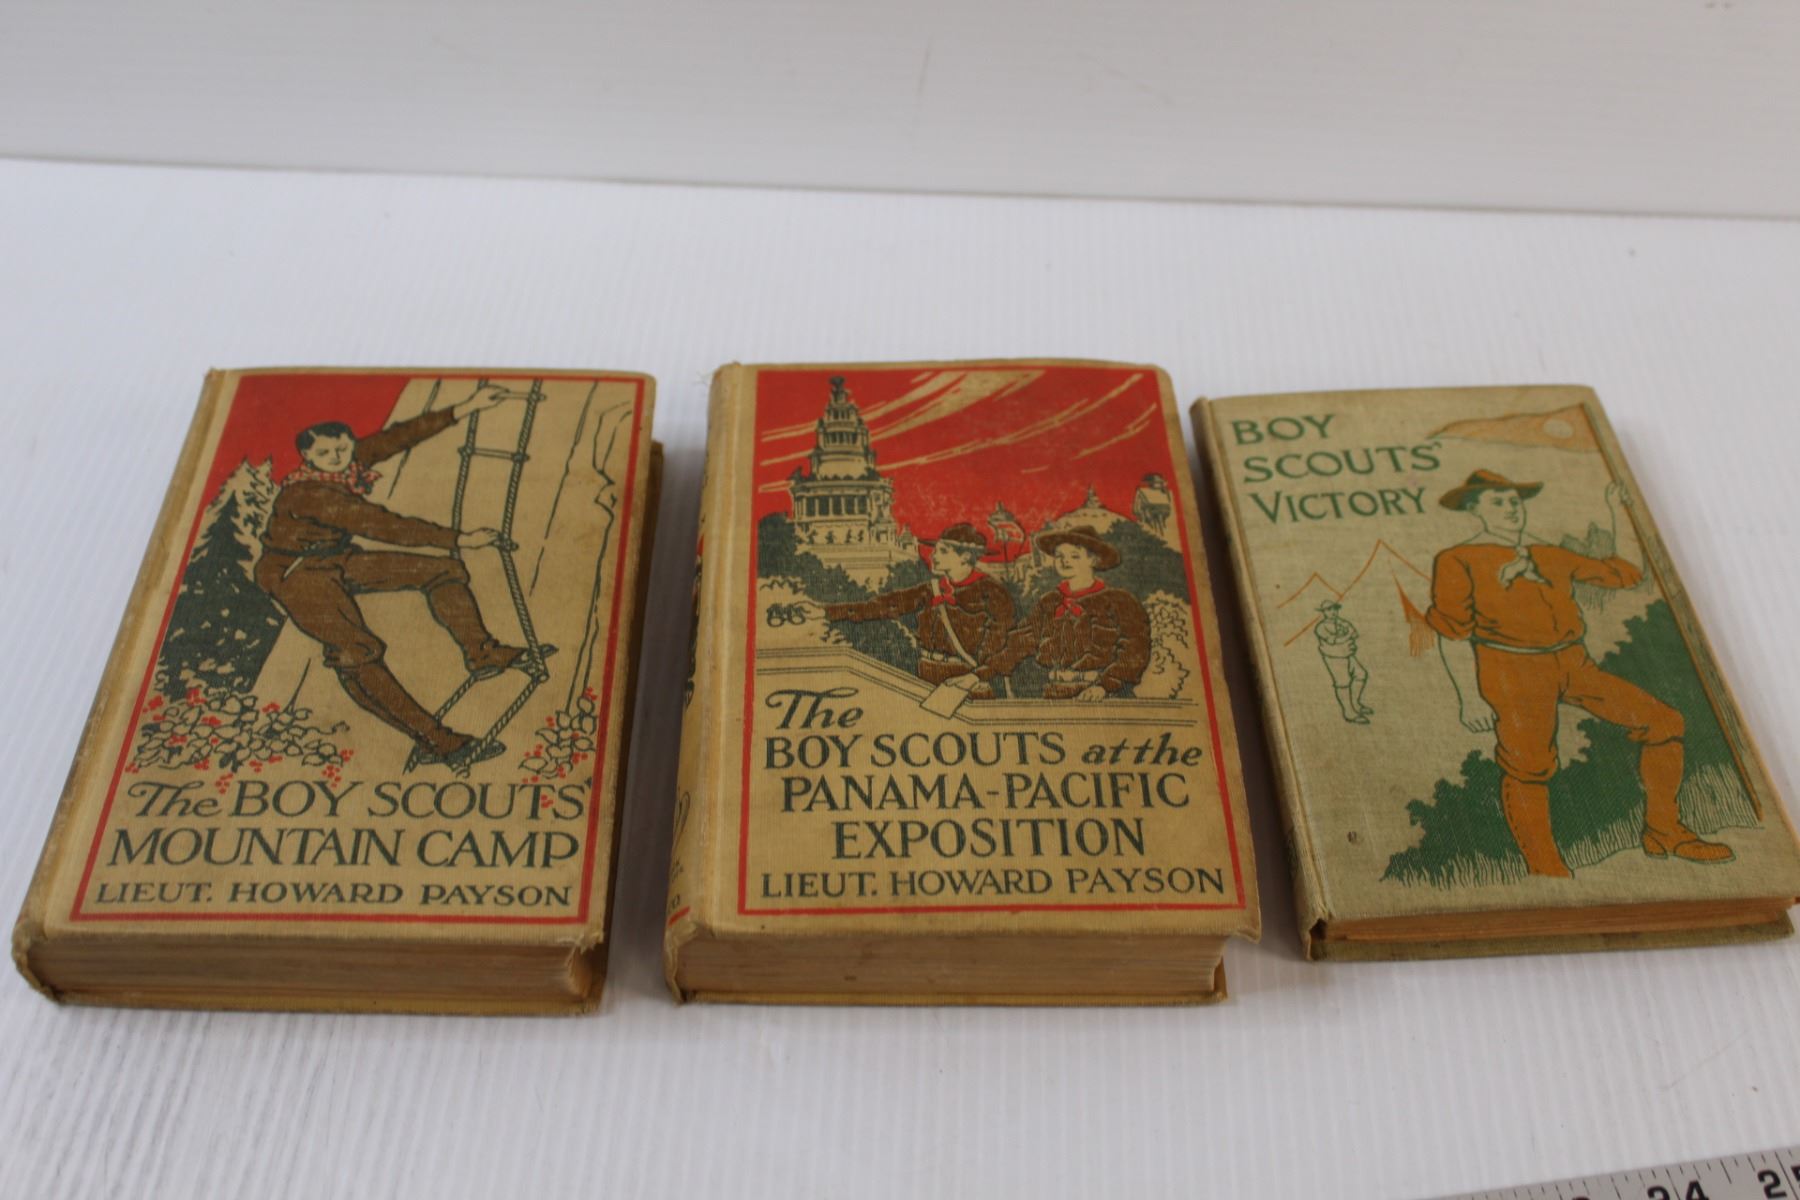 The BOY SCOUTS'
MOUNTAIN CAMP
LIEUT. HOWARD PAYSON
The
BOY SCOUTS at the
PANAMA-PACIFIC
EXPOSITION
LIEUT. HOWARD PAYSON
BOY
SCOUTS'
VICTORY
24 25